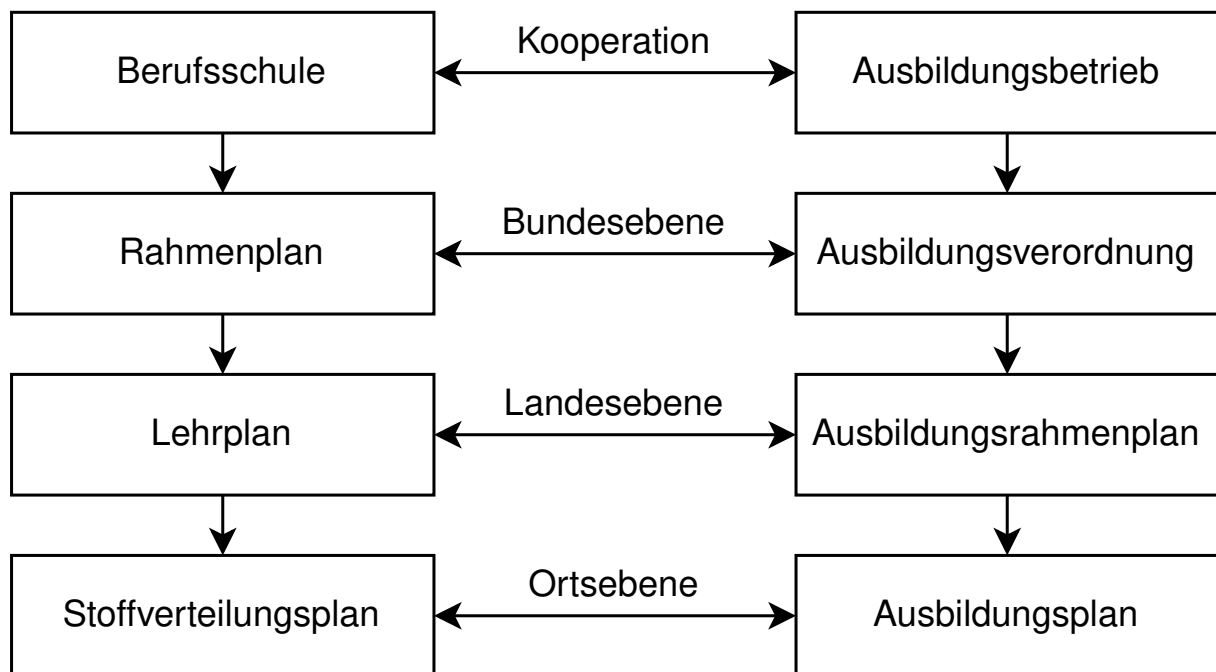 Kooperation
Berufsschule
Ausbildungsbetrieb
Bundesebene
Rahmenplan
Ausbildungsverordnung
Landesebene
Lehrplan
Ausbildungsrahmenplan
Ortsebene
Stoffverteilungsplan
Ausbildungsplan